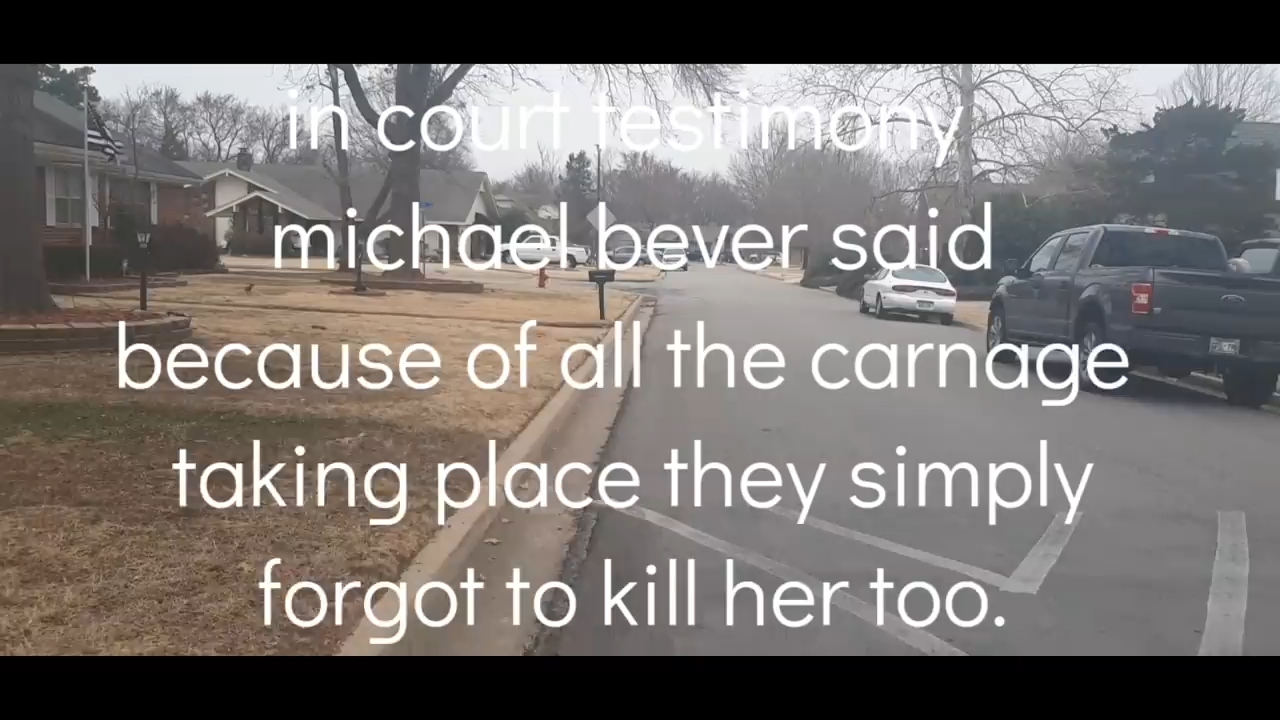 in court testimony
michael bever said
because of all the carnage
taking place they simply
forgot to kill her too.